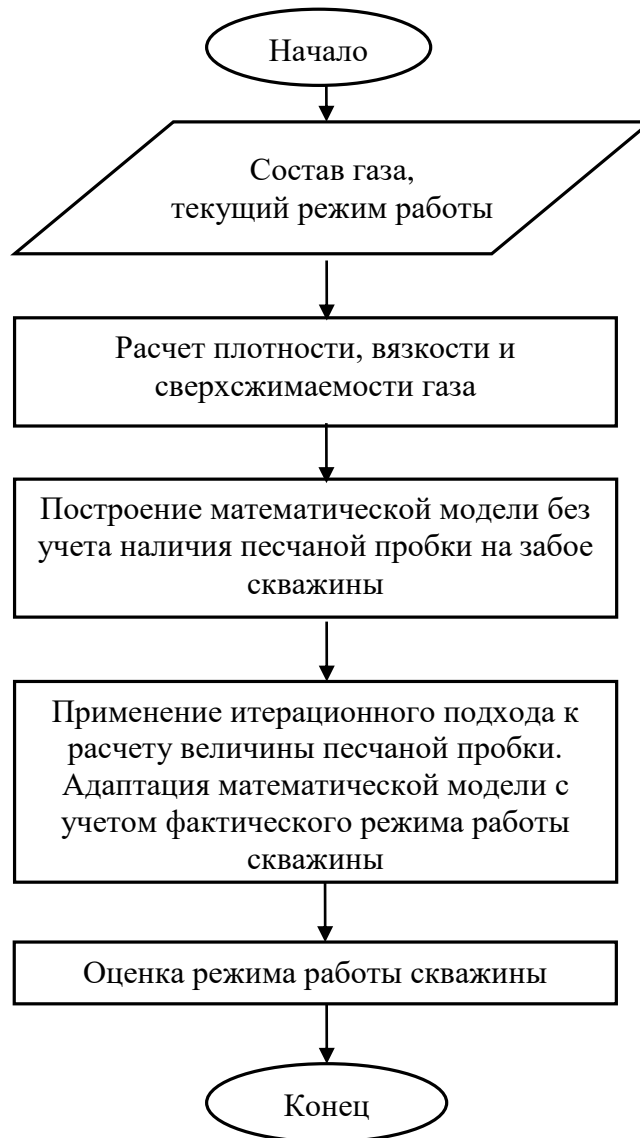 Начало
Состав газа,
текущий режим работы
Расчет плотности, вязкости и
сверхсжимаемости газа
Построение математической модели без
учета наличия песчаной пробки на забое
скважины
Применение итерационного подхода к
расчету величины песчаной пробки.
Адаптация математической модели с
учетом фактического режима работы
скважины
Оценка режима работы скважины
Конец